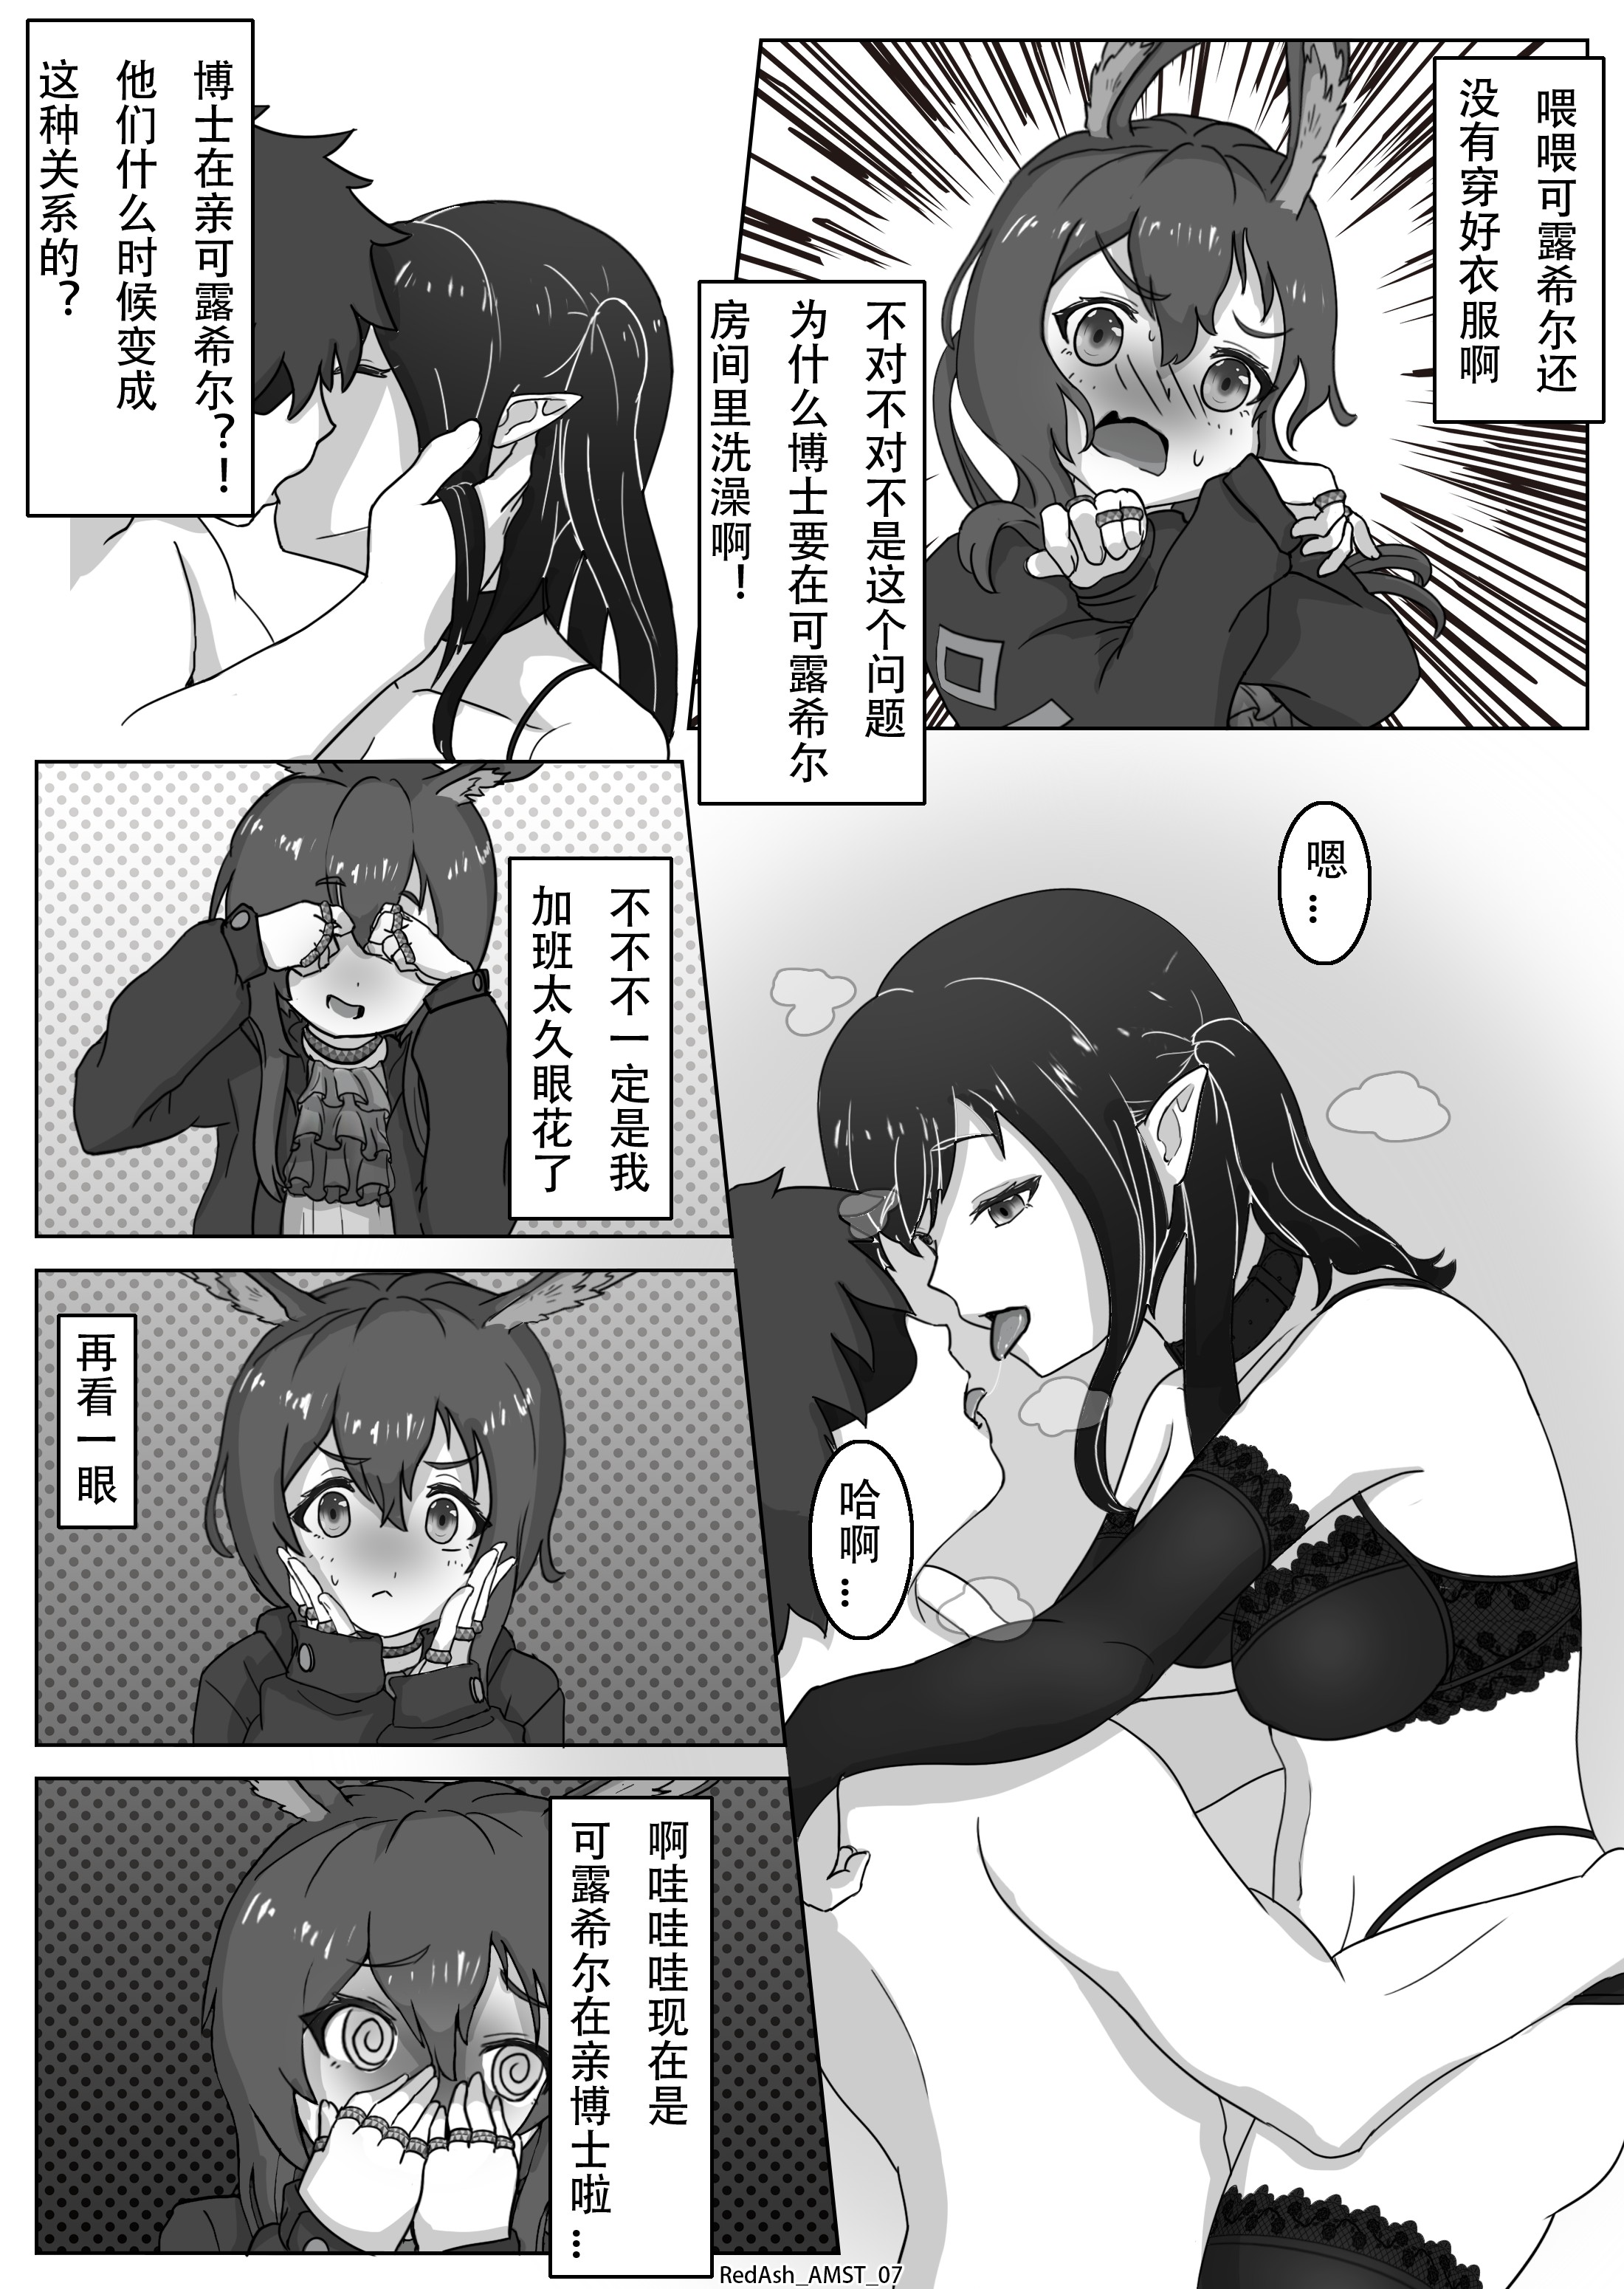 喂喂可露希尔还
没有穿好衣服啊
不对不对不是这个问题
为什么博士要在可露希尔
房间里洗澡啊！
博士在亲可露希尔？！
他们什么时候变成
这种关系的？
不不不一定是我
加班太久眼花了
再看一眼
啊哇哇哇现在是
可露希尔在亲博士啦…
嗯…
哈啊…
RedAsh_AMST_07